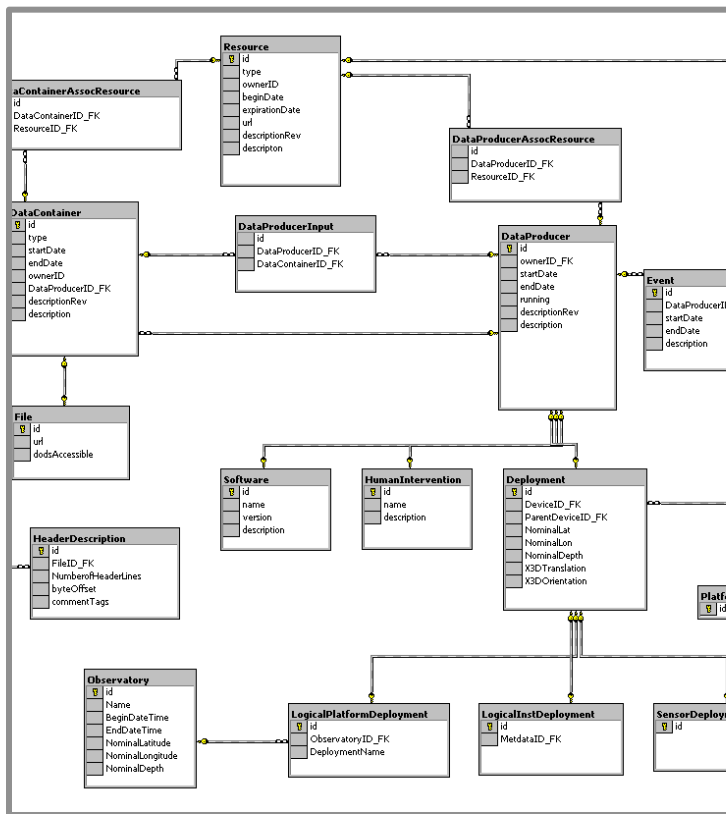 Resource
id
type
ownerID
beginDate
expirationDate
url
descriptionRev
descripton
aContainerAssocResource
id
DataContainerID_FK
ResourceID_FK
DataProducerAssocResource
id
DataProducerID_FK
ResourceID_FK
DataContainer
id
type
startDate
endDate
ownerID
DataProducerID_FK
descriptionRev
description
DataProducerInput
id
DataProducerID_FK
DataContainerID_FK
DataProducer
id
ownerID_FK
startDate
endDate
running
descriptionRev
description
Event
id
DataProducerI
startDate
endDate
description
File
id
url
dodsAccessible
Software
id
name
version
description
HumanIntervention
id
name
description
Deployment
id
DeviceID_FK
ParentDeviceID_FK
NominalLat
NominalLon
NominalDepth
X3DTranslation
X3DOrientation
HeaderDescription
id
FileID_FK
NumberofHeaderLines
byteOffset
commentTags
Platfo
id
Observatory
id
Name
BeginDateTime
EndDateTime
NominalLatitude
NominalLongitude
NominalDepth
LogicalPlatformDeployment
id
ObservatoryID_FK
DeploymentName
LogicalInstDeployment
id
MetdataID_FK
SensorDeploy
id